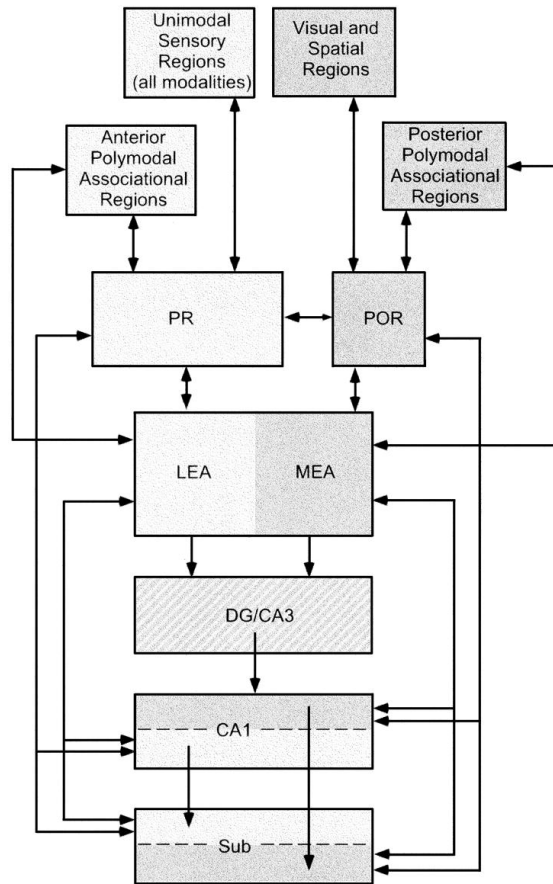 Unimodal
Sensory
Regions
(all modalities)
Visual and
Spatial
Regions
Anterior
Polymodal
Associational
Regions
Posterior
Polymodal
Associational
Regions
PR
POR
LEA
MEA
DG/CA3
CA1
Sub